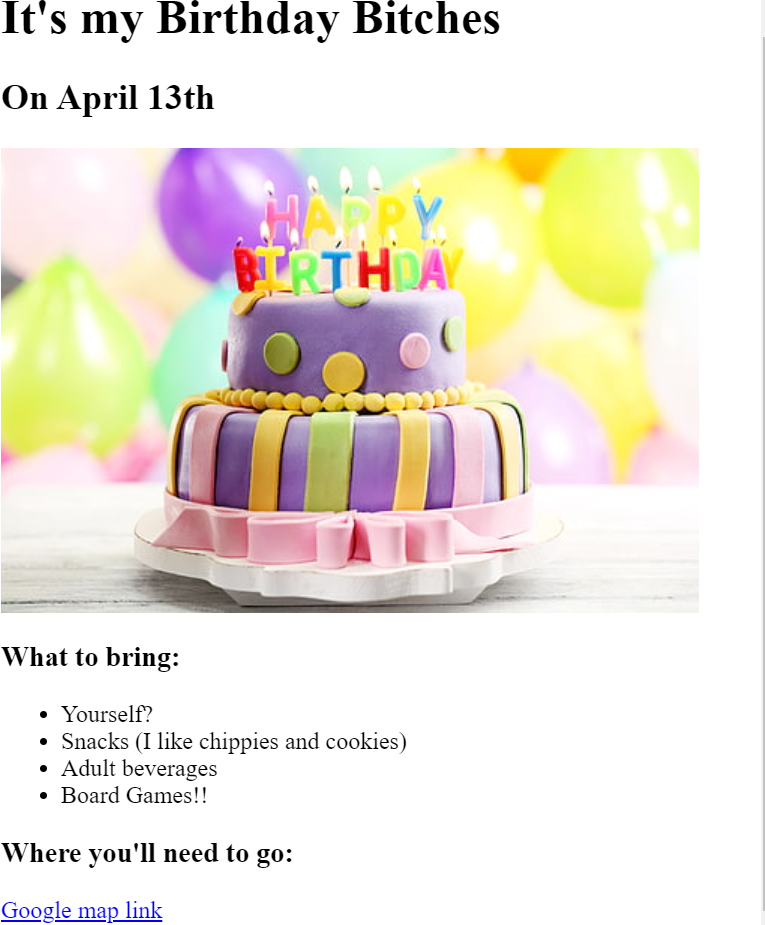 It's my Birthday Bitches
On April 13th
HAPPY
BIRTHDAY
What to bring:
Yourself?
Snacks (I like chippies and cookies)
Adult beverages
Board Games!!
Where you'll need to go:
Google map link